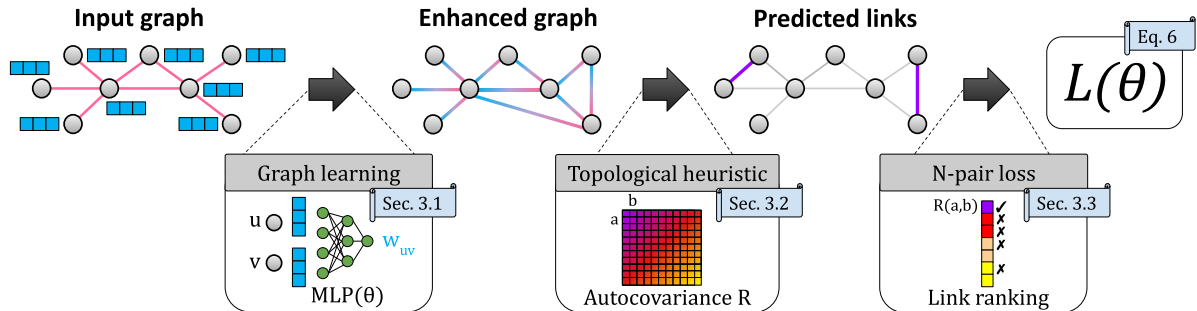 Input graph
Enhanced graph
Predicted links
Eq. 6
L(θ)
Graph learning
Sec. 3.1
u
v
w_uv
MLP(θ)
Topological heuristic
Sec. 3.2
b
a
Autocovariance R
N-pair loss
Sec. 3.3
R(a,b)
✓
✗
✗
✗
✗
Link ranking